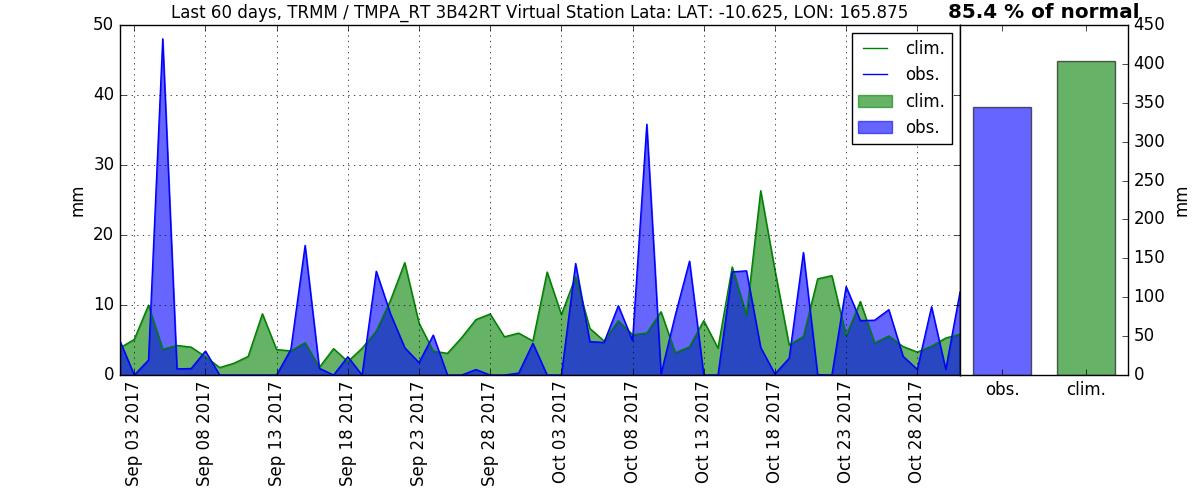 Last 60 days, TRMM / TMPA_RT 3B42RT Virtual Station Lata: LAT: -10.625, LON: 165.875
85.4 % of normal
50
40
30
20
10
0
mm
clim.
obs.
clim.
obs.
Sep 03 2017
Sep 08 2017
Sep 13 2017
Sep 18 2017
Sep 23 2017
Sep 28 2017
Oct 03 2017
Oct 08 2017
Oct 13 2017
Oct 18 2017
Oct 23 2017
Oct 28 2017
450
400
350
300
250
200
150
100
50
0
mm
obs.
clim.